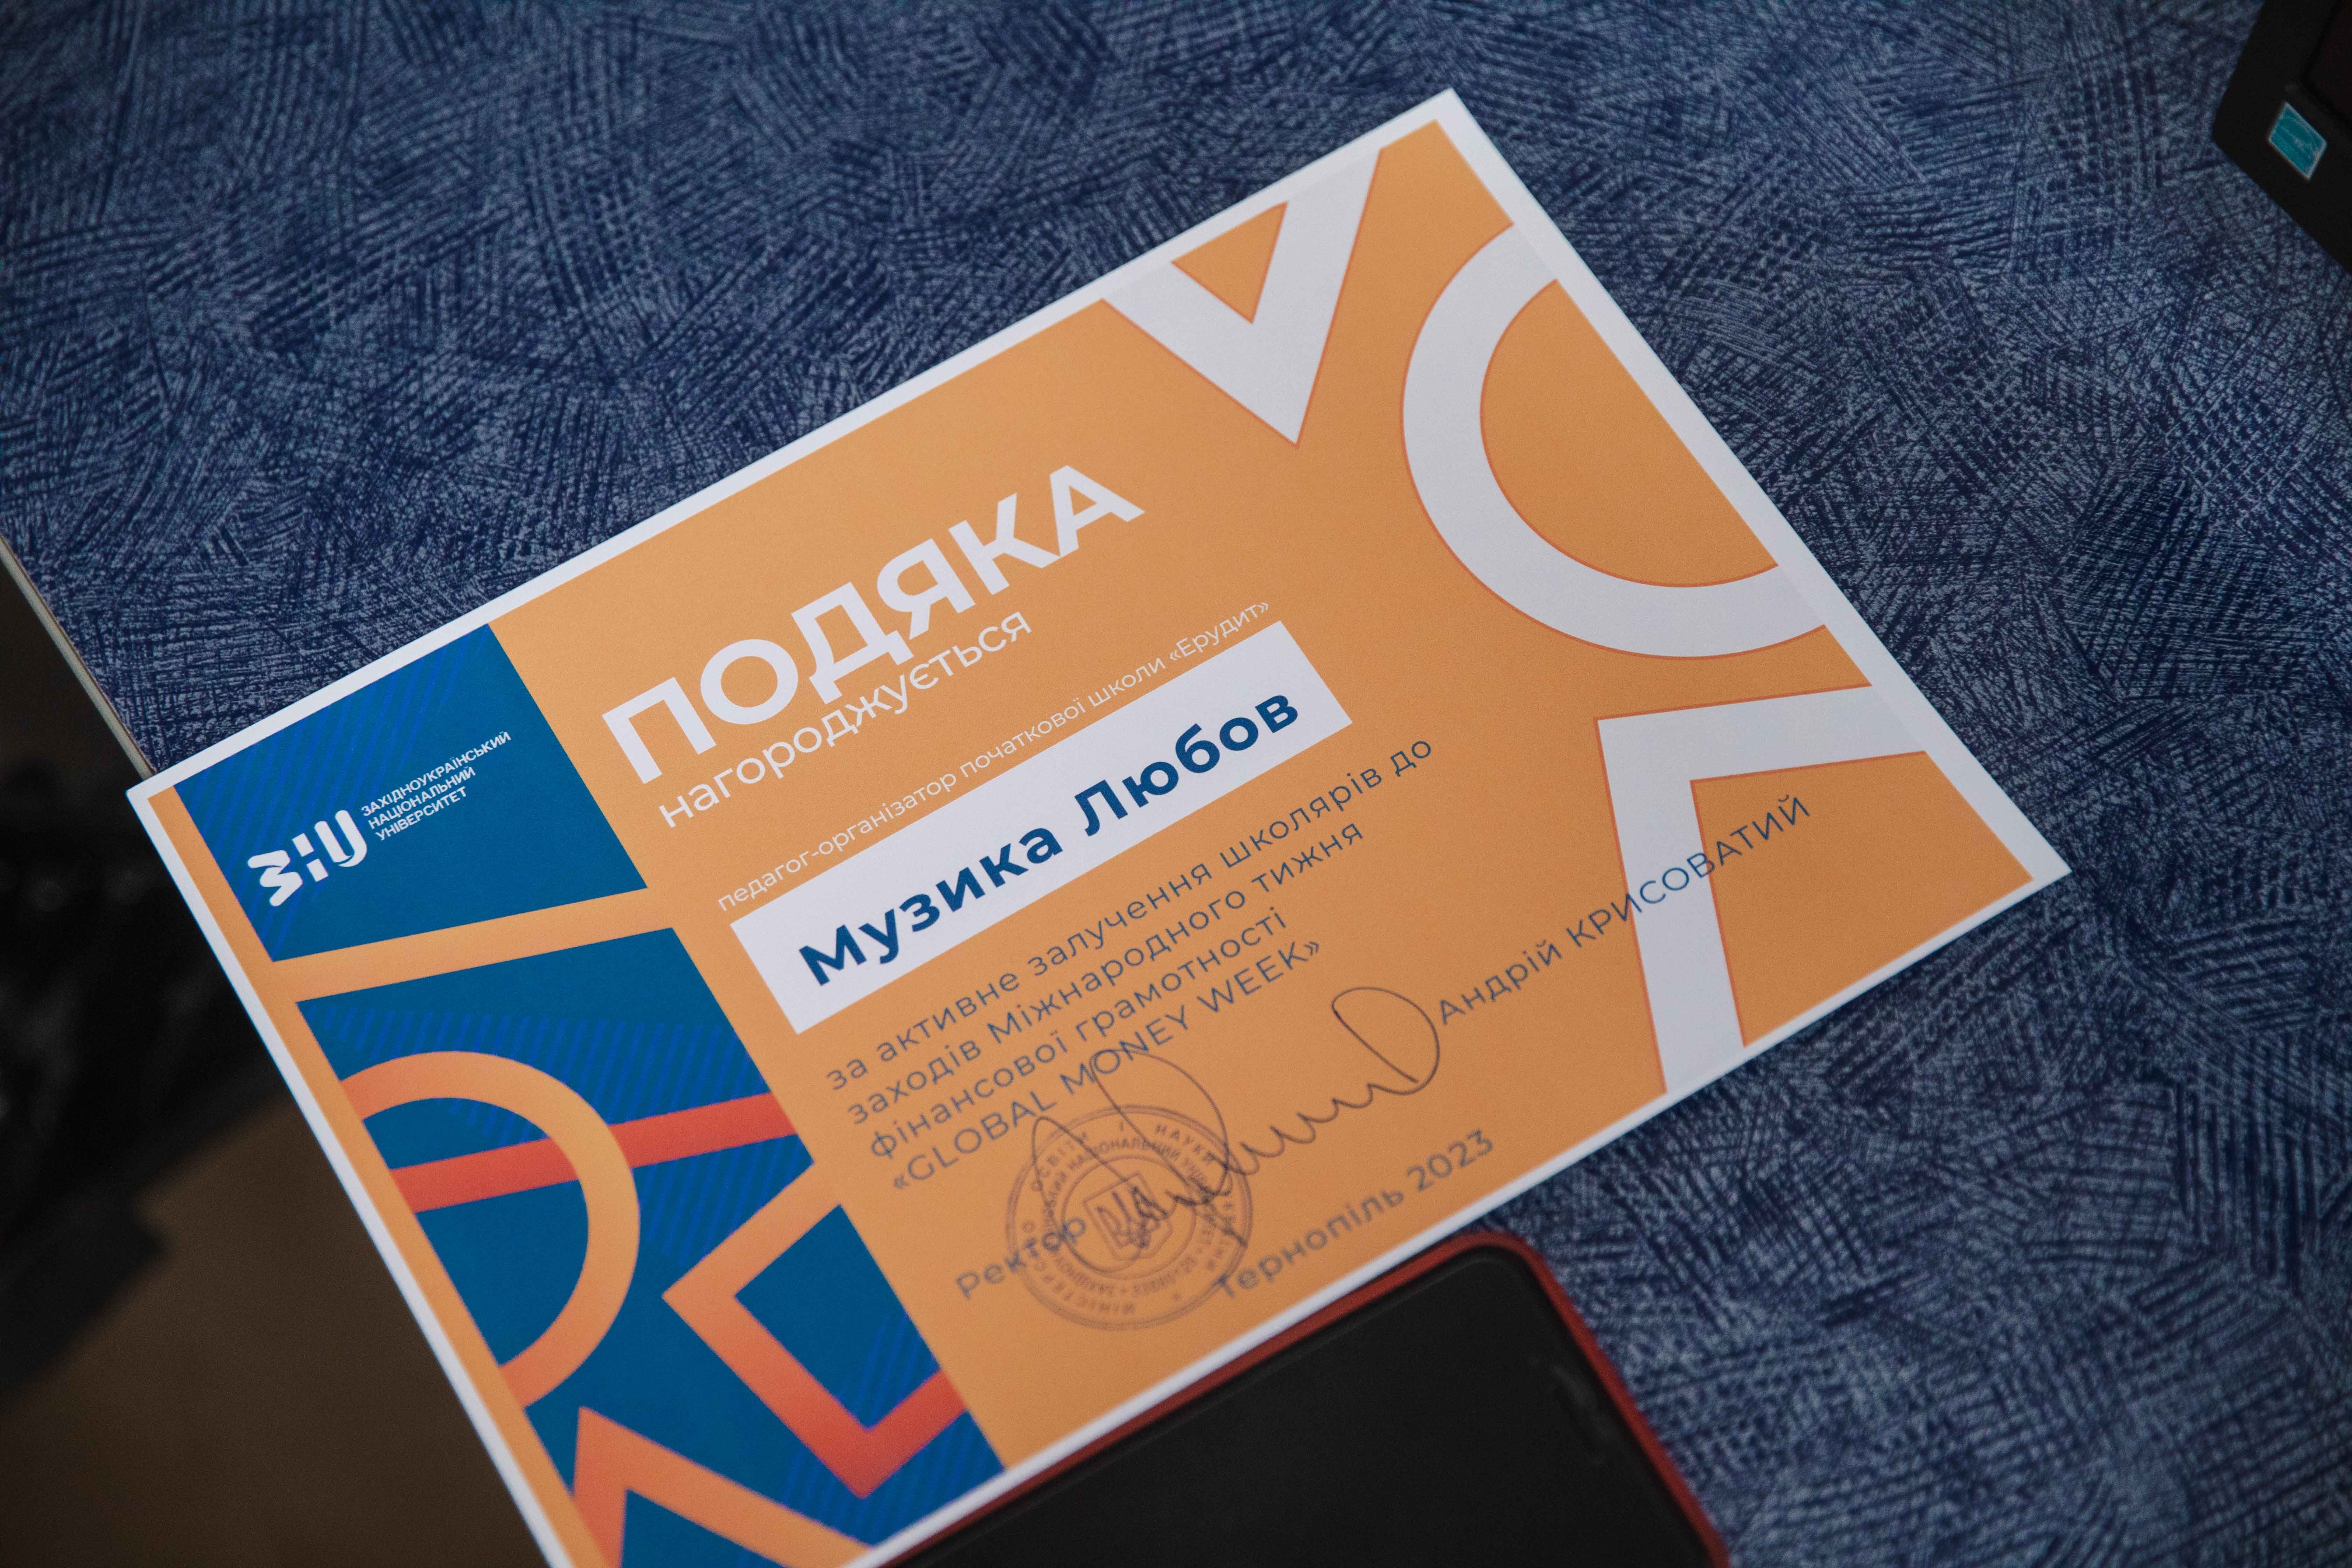 ЗАХІДНОУКРАЇНСЬКИЙ
НАЦІОНАЛЬНИЙ
УНІВЕРСИТЕТ
ПОДЯКА
нагороджується
педагог-організатор початкової школи «Ерудит»
Музика Любов
за активне залучення школярів до
заходів Міжнародного тижня
фінансової грамотності
«GLOBAL MONEY WEEK»
Ректор
Андрій КРИСОВАТИЙ
Тернопіль 2023